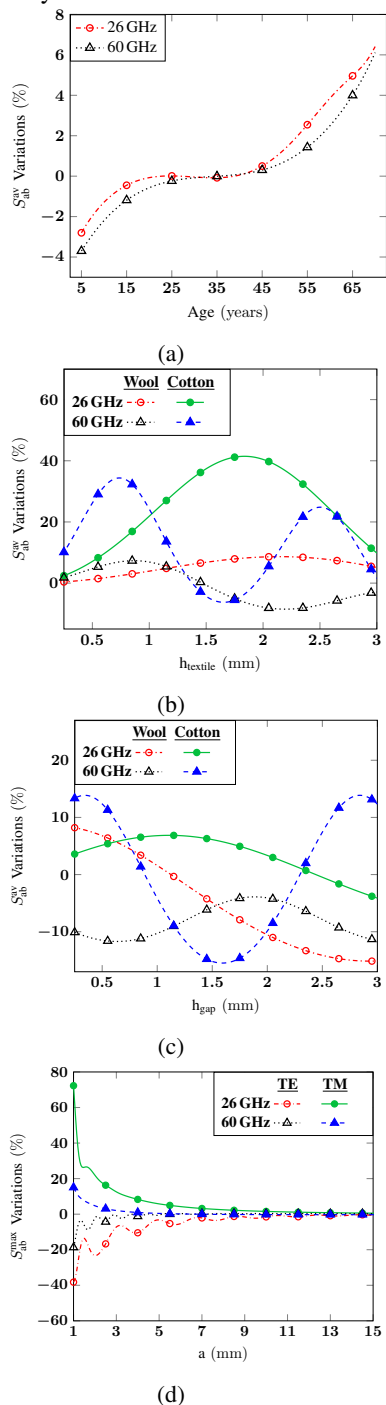 8
6
4
2
0
−2
−4
S_ab^av Variations (%)
26 GHz
60 GHz
5 15 25 35 45 55 65
Age (years)
(a)
Wool Cotton
26 GHz
60 GHz
60
40
20
0
S_ab^av Variations (%)
0.5 1 1.5 2 2.5 3
h_textile (mm)
(b)
Wool Cotton
26 GHz
60 GHz
20
10
0
−10
S_ab^av Variations (%)
0.5 1 1.5 2 2.5 3
h_gap (mm)
(c)
TE TM
26 GHz
60 GHz
80
60
40
20
0
−20
−40
−60
S_ab^max Variations (%)
1 3 5 7 9 11 13 15
a (mm)
(d)